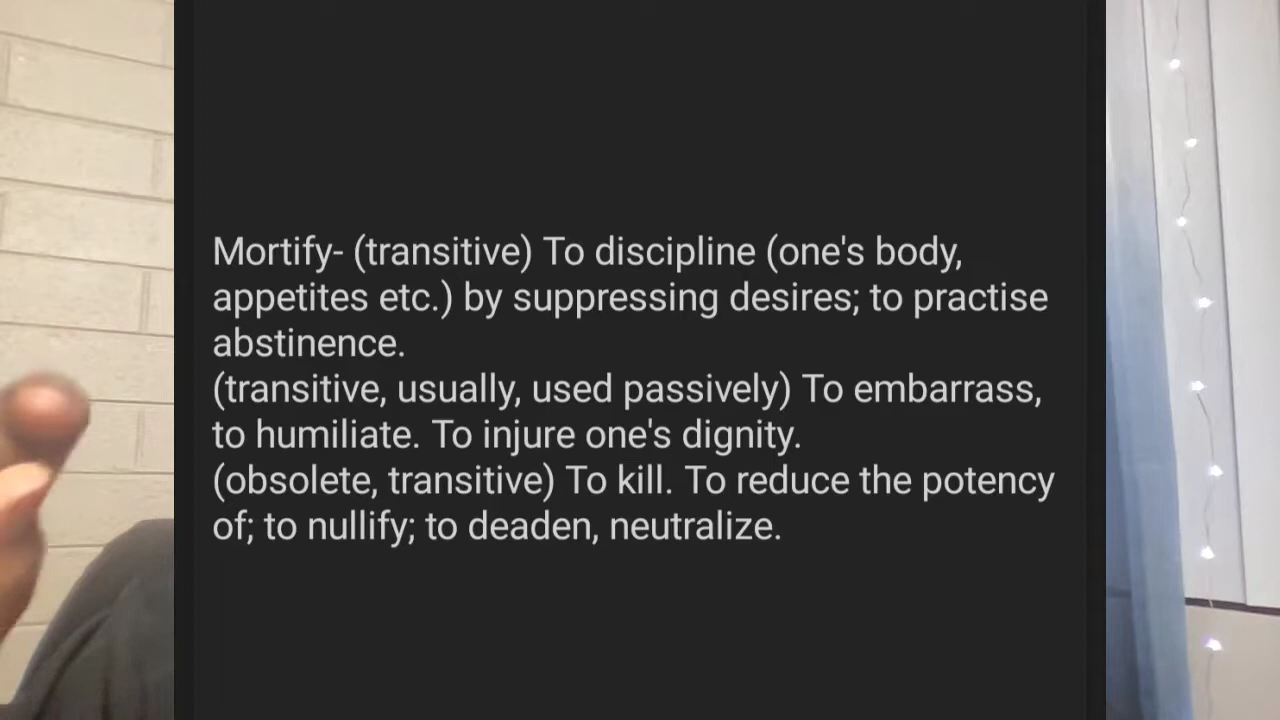 Mortify- (transitive) To discipline (one's body,
appetites etc.) by suppressing desires; to practise
abstinence.
(transitive, usually, used passively) To embarrass,
to humiliate. To injure one's dignity.
(obsolete, transitive) To kill. To reduce the potency
of; to nullify; to deaden, neutralize.